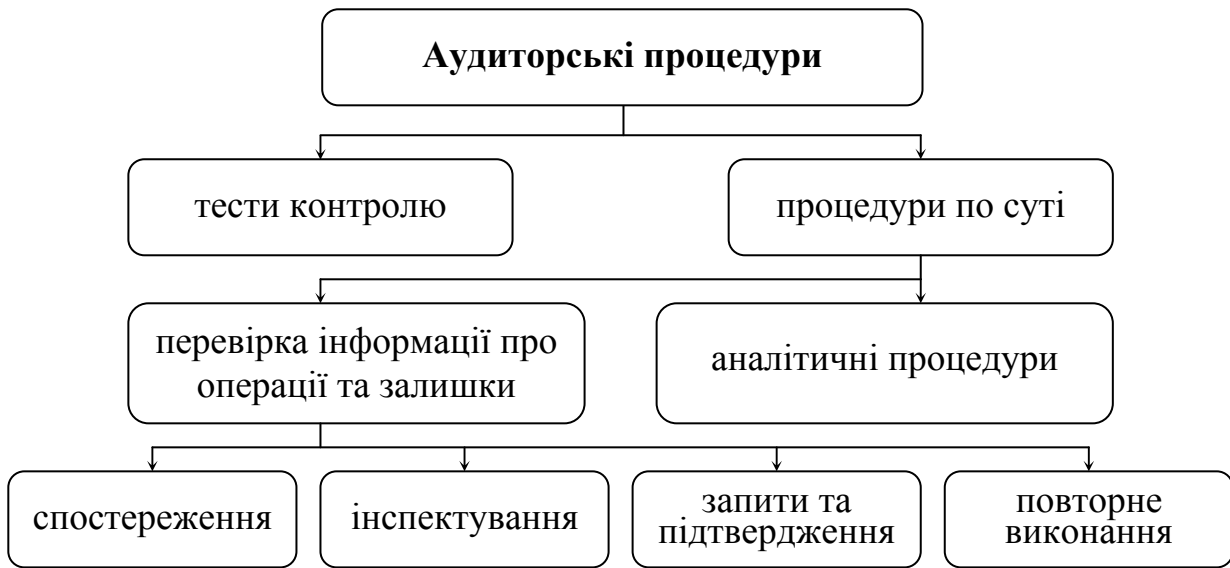 Аудиторські процедури
тести контролю
процедури по суті
перевірка інформації про
операції та залишки
аналітичні процедури
спостереження
інспектування
запити та
підтвердження
повторне
виконання